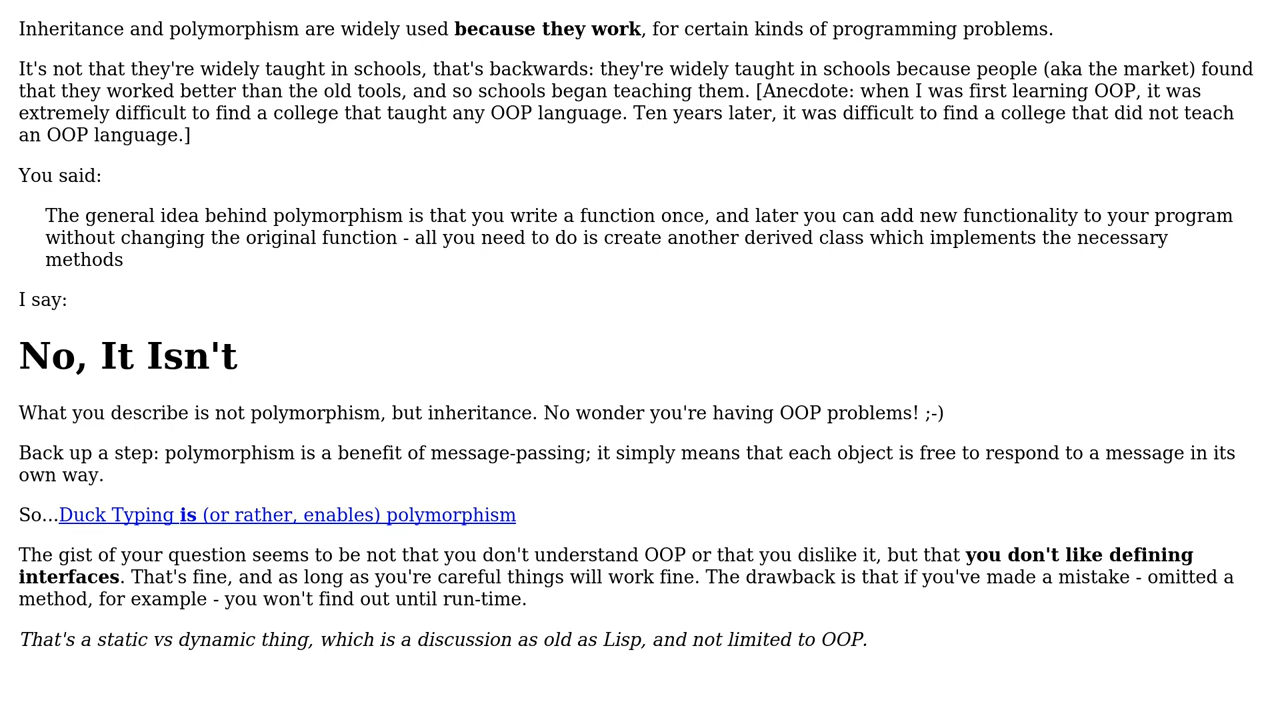 Inheritance and polymorphism are widely used because they work, for certain kinds of programming problems.
It's not that they're widely taught in schools, that's backwards: they're widely taught in schools because people (aka the market) found
that they worked better than the old tools, and so schools began teaching them. [Anecdote: when I was first learning OOP, it was
extremely difficult to find a college that taught any OOP language. Ten years later, it was difficult to find a college that did not teach
an OOP language.]
You said:
The general idea behind polymorphism is that you write a function once, and later you can add new functionality to your program
without changing the original function - all you need to do is create another derived class which implements the necessary
methods
I say:
No, It Isn't
What you describe is not polymorphism, but inheritance. No wonder you're having OOP problems! ;-)
Back up a step: polymorphism is a benefit of message-passing; it simply means that each object is free to respond to a message in its
own way.
So...Duck Typing is (or rather, enables) polymorphism
The gist of your question seems to be not that you don't understand OOP or that you dislike it, but that you don't like defining
interfaces. That's fine, and as long as you're careful things will work fine. The drawback is that if you've made a mistake - omitted a
method, for example - you won't find out until run-time.
That's a static vs dynamic thing, which is a discussion as old as Lisp, and not limited to OOP.